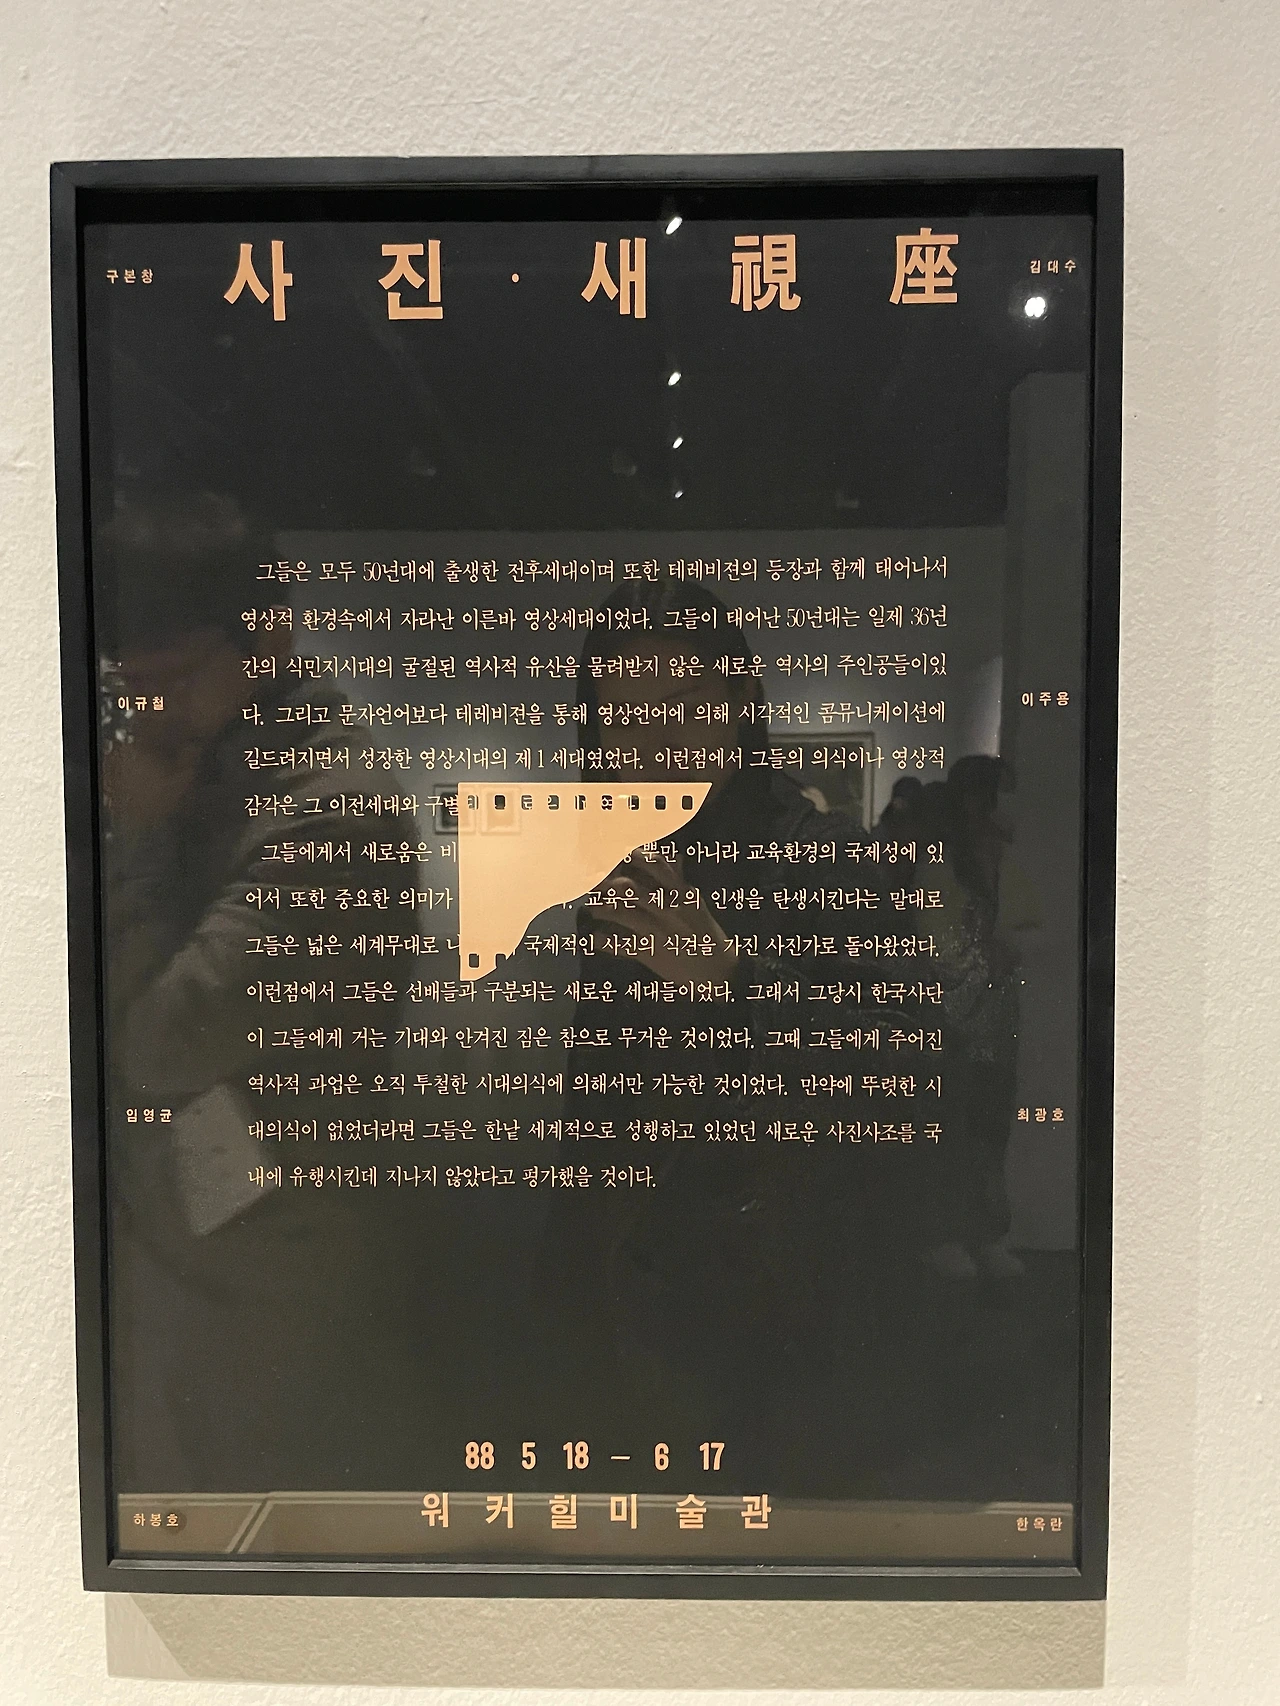 구본창
사진·새視座
김대수
그들은 모두 50년대에 출생한 전후세대이며 또한 테레비젼의 등장과 함께 태어나서
영상적 환경속에서 자라난 이른바 영상세대이었다. 그들이 태어난 50년대는 일제 36년
간의 식민지시대의 굴절된 역사적 유산을 물려받지 않은 새로운 역사의 주인공들이있
이규철
이주용
다. 그리고 문자언어보다 테레비젼을 통해 영상언어에 의해 시각적인 콤뮤니케이션에
길드려지면서 성장한 영상시대의 제1세대였었다. 이런점에서 그들의 의식이나 영상적
감각은 그 이전세대와 구별
그들에게서 새로움은 비 뿐만 아니라 교육환경의 국제성에 있
어서 또한 중요한 의미가 교육은 제2의 인생을 탄생시킨다는 말대로
그들은 넓은 세계무대로 나 국제적인 사진의 식견을 가진 사진가로 돌아왔었다.
이런점에서 그들은 선배들과 구분되는 새로운 세대들이었다. 그래서 그당시 한국사단
이 그들에게 거는 기대와 안겨진 짐은 참으로 무거운 것이었다. 그때 그들에게 주어진
역사적 과업은 오직 투철한 시대의식에 의해서만 가능한 것이었다. 만약에 뚜렷한 시
임영균
최광호
대의식이 없었더라면 그들은 한낱 세계적으로 성행하고 있었던 새로운 사진사조를 국
내에 유행시킨데 지나지 않았다고 평가했을 것이다.
88 5 18 — 6 17
워커힐미술관
하봉호
한옥란